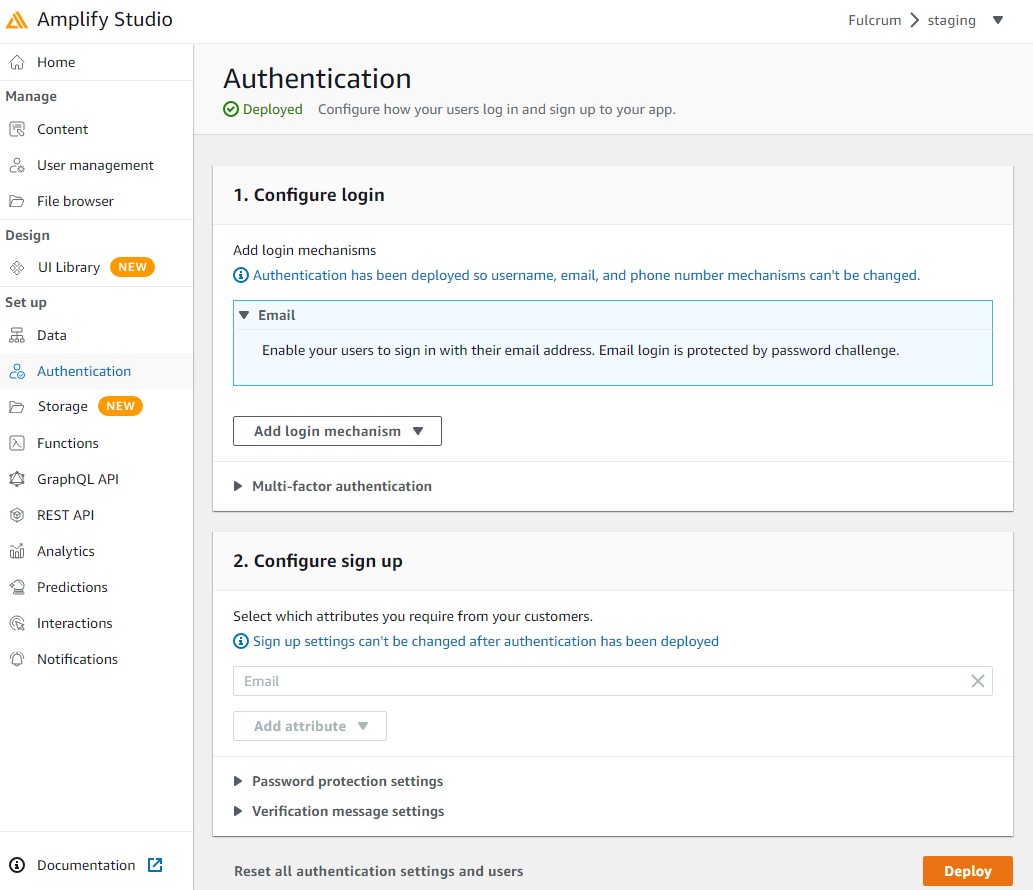 Amplify Studio
Fulcrum staging
Home
Manage
Content
User management
File browser
Design
UI Library NEW
Set up
Data
Authentication
Storage NEW
Functions
GraphQL API
REST API
Analytics
Predictions
Interactions
Notifications
Documentation
Authentication
Deployed Configure how your users log in and sign up to your app.
1. Configure login
Add login mechanisms
Authentication has been deployed so username, email, and phone number mechanisms can't be changed.
Email
Enable your users to sign in with their email address. Email login is protected by password challenge.
Add login mechanism
Multi-factor authentication
2. Configure sign up
Select which attributes you require from your customers.
Sign up settings can't be changed after authentication has been deployed
Email
Add attribute
Password protection settings
Verification message settings
Reset all authentication settings and users
Deploy